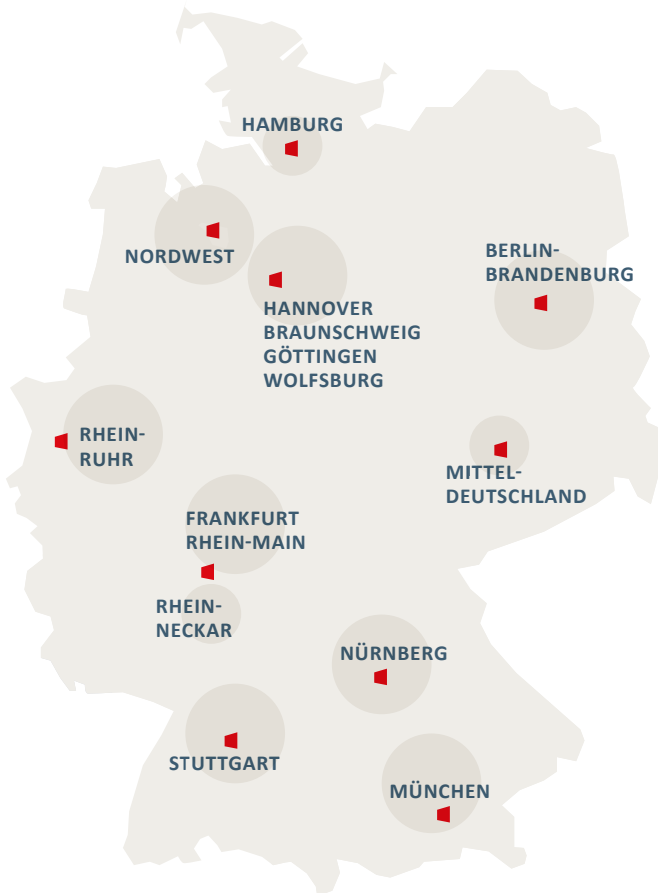 HAMBURG
NORDWEST
BERLIN-
BRANDENBURG
HANNOVER
BRAUNSCHWEIG
GÖTTINGEN
WOLFSBURG
RHEIN-
RUHR
MITTEL-
DEUTSCHLAND
FRANKFURT
RHEIN-MAIN
RHEIN-
NECKAR
NÜRNBERG
STUTTGART
MÜNCHEN